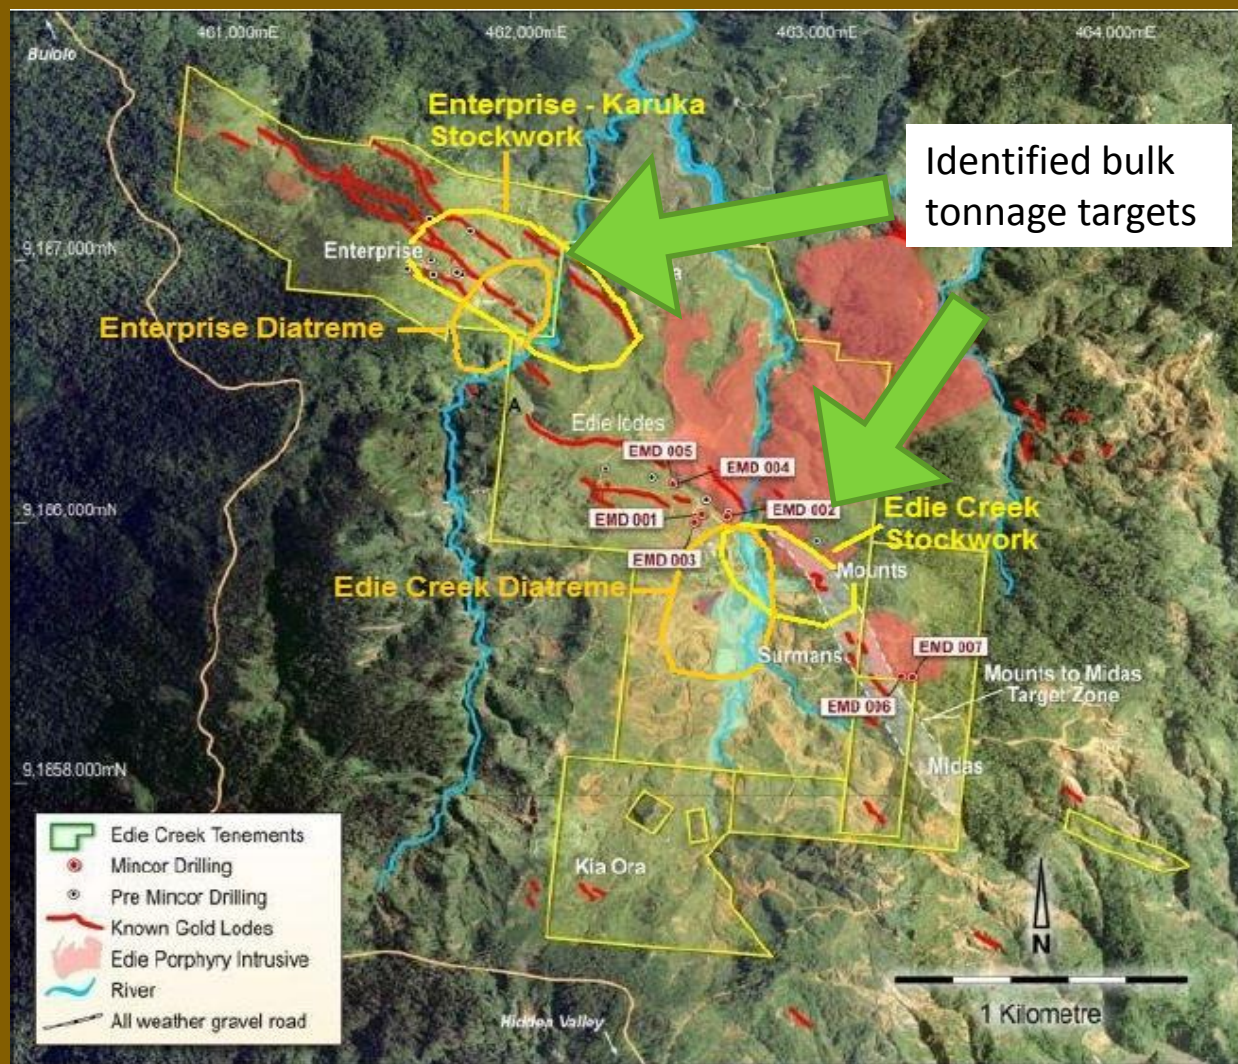 461,000mE
462,000mE
463,000mE
464,000mE
Bulolo
Enterprise - Karuka
Stockwork
Identified bulk
tonnage targets
9,187,000mN
Enterprise
Enterprise Diatreme
A
Edie lodes
EMD 005
EMD 004
EMD 001
EMD 002
EMD 003
9,186,000mN
Edie Creek
Stockwork
Mounts
Edie Creek Diatreme
Surmans
EMD 007
Mounts to Midas
Target Zone
EMD 006
Midas
9,1858,000mN
Edie Creek Tenements
Mincor Drilling
Pre Mincor Drilling
Known Gold Lodes
Edie Porphyry Intrusive
River
All weather gravel road
Kia Ora
N
1 Kilometre
Hidden Valley